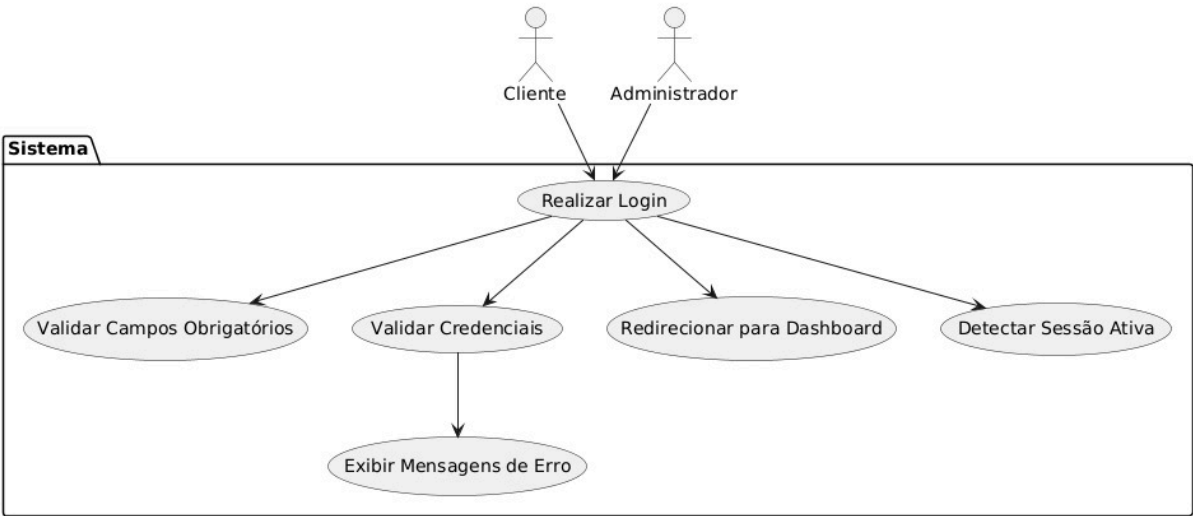 Cliente
Administrador
Sistema
Realizar Login
Validar Campos Obrigatórios
Validar Credenciais
Redirecionar para Dashboard
Detectar Sessão Ativa
Exibir Mensagens de Erro